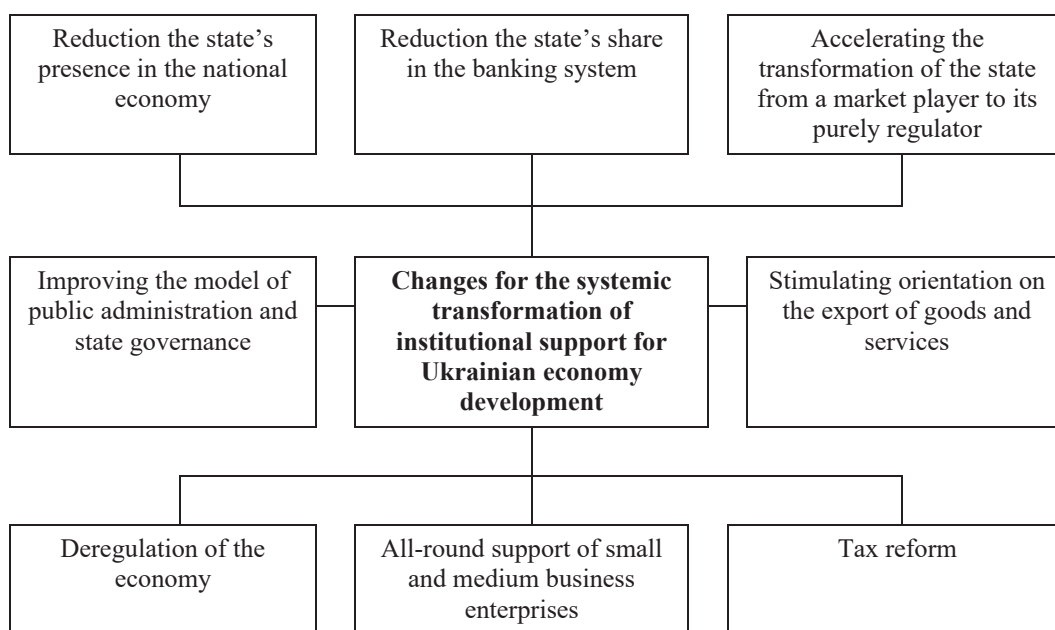 Reduction the state’s
presence in the national
economy
Reduction the state’s share
in the banking system
Accelerating the
transformation of the state
from a market player to its
purely regulator
Improving the model of
public administration and
state governance
Changes for the systemic
transformation of
institutional support for
Ukrainian economy
development
Stimulating orientation on
the export of goods and
services
Deregulation of the
economy
All-round support of small
and medium business
enterprises
Tax reform